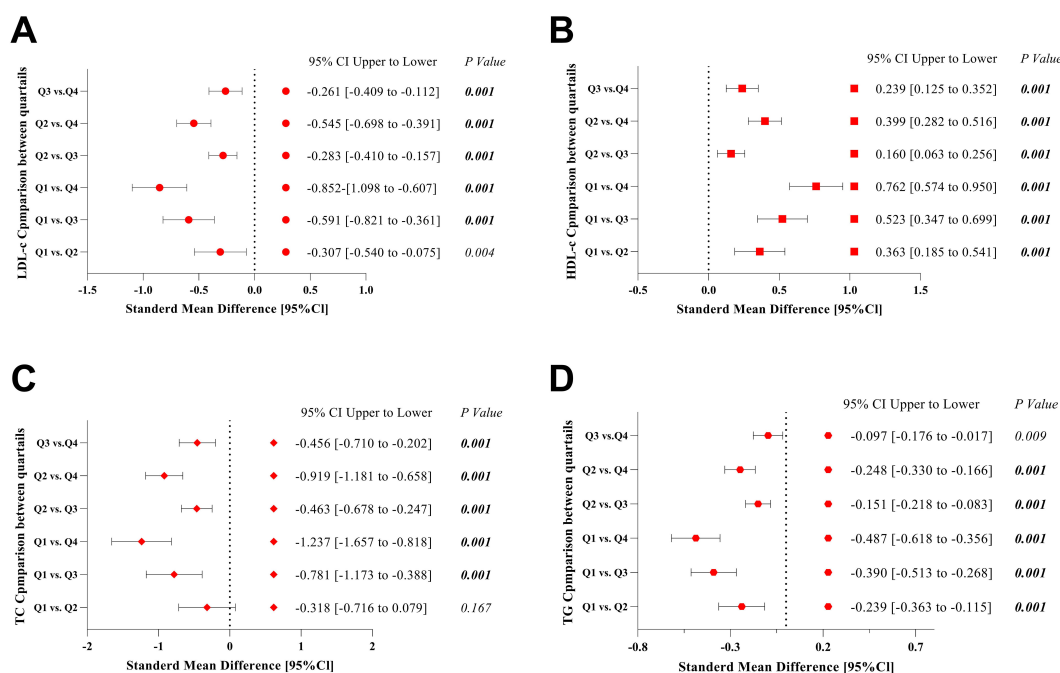 A
95% CI Upper to Lower P Value
LDL-c Cpmparison between quartails
Q3 vs.Q4 -0.261 [-0.409 to -0.112] 0.001
Q2 vs. Q4 -0.545 [-0.698 to -0.391] 0.001
Q2 vs. Q3 -0.283 [-0.410 to -0.157] 0.001
Q1 vs. Q4 -0.852-[1.098 to -0.607] 0.001
Q1 vs. Q3 -0.591 [-0.821 to -0.361] 0.001
Q1 vs. Q2 -0.307 [-0.540 to -0.075] 0.004
-1.5 -1.0 -0.5 0.0 0.5 1.0
Standerd Mean Difference [95%Cl]
B
95% CI Upper to Lower P Value
HDL-c Cpmparison between quartails
Q3 vs.Q4 0.239 [0.125 to 0.352] 0.001
Q2 vs. Q4 0.399 [0.282 to 0.516] 0.001
Q2 vs. Q3 0.160 [0.063 to 0.256] 0.001
Q1 vs. Q4 0.762 [0.574 to 0.950] 0.001
Q1 vs. Q3 0.523 [0.347 to 0.699] 0.001
Q1 vs. Q2 0.363 [0.185 to 0.541] 0.001
-0.5 0.0 0.5 1.0 1.5
Standerd Mean Difference [95%Cl]
C
95% CI Upper to Lower P Value
TC Cpmparison between quartails
Q3 vs.Q4 -0.456 [-0.710 to -0.202] 0.001
Q2 vs. Q4 -0.919 [-1.181 to -0.658] 0.001
Q2 vs. Q3 -0.463 [-0.678 to -0.247] 0.001
Q1 vs. Q4 -1.237 [-1.657 to -0.818] 0.001
Q1 vs. Q3 -0.781 [-1.173 to -0.388] 0.001
Q1 vs. Q2 -0.318 [-0.716 to 0.079] 0.167
-2 -1 0 1 2
Standerd Mean Difference [95%Cl]
D
95% CI Upper to Lower P Value
TG Cpmparison between quartails
Q3 vs.Q4 -0.097 [-0.176 to -0.017] 0.009
Q2 vs. Q4 -0.248 [-0.330 to -0.166] 0.001
Q2 vs. Q3 -0.151 [-0.218 to -0.083] 0.001
Q1 vs. Q4 -0.487 [-0.618 to -0.356] 0.001
Q1 vs. Q3 -0.390 [-0.513 to -0.268] 0.001
Q1 vs. Q2 -0.239 [-0.363 to -0.115] 0.001
-0.8 -0.3 0.2 0.7
Standerd Mean Difference [95%Cl]